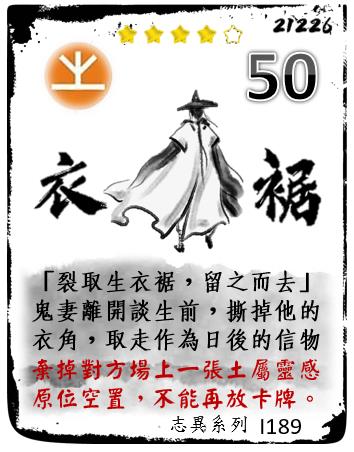 21226
50
衣裾
「裂取生衣裾，留之而去」
鬼妻離開談生前，撕掉他的
衣角，取走作為日後的信物
棄掉對方場上一張土屬靈感
原位空置，不能再放卡牌。
志異系列 I189